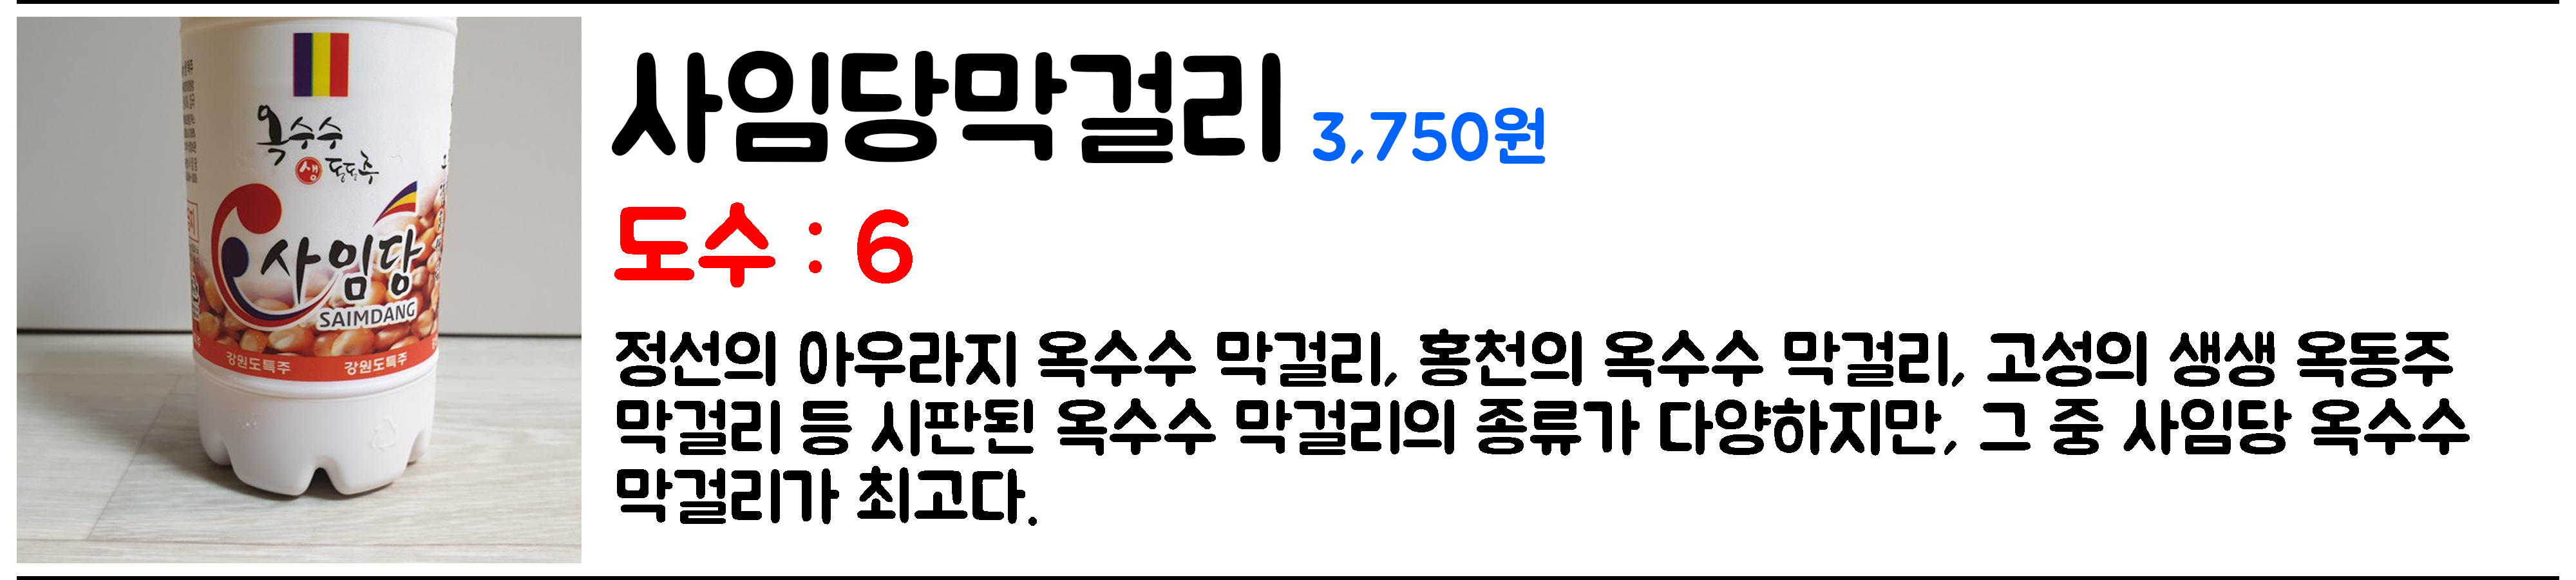 옥수수
생 동동주
사임당
SAIMDANG
강원도특주 강원도특주
사임당막걸리 3,750원
도수 : 6
정선의 아우라지 옥수수 막걸리, 홍천의 옥수수 막걸리, 고성의 생생 옥동주
막걸리 등 시판된 옥수수 막걸리의 종류가 다양하지만, 그 중 사임당 옥수수
막걸리가 최고다.